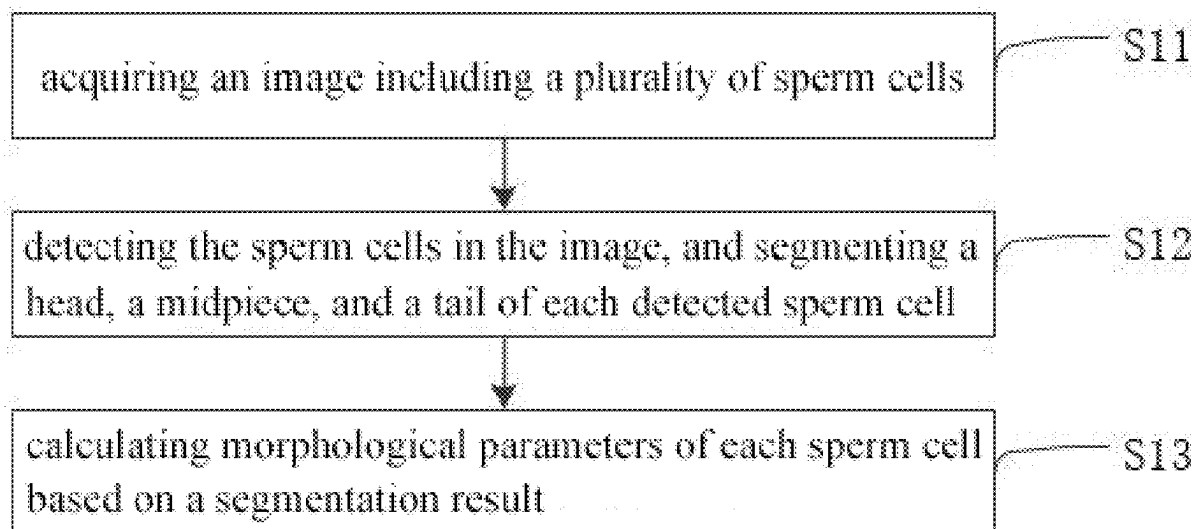 acquiring an image including a plurality of sperm cells
S11
detecting the sperm cells in the image, and segmenting a
head, a midpiece, and a tail of each detected sperm cell
S12
calculating morphological parameters of each sperm cell
based on a segmentation result
S13